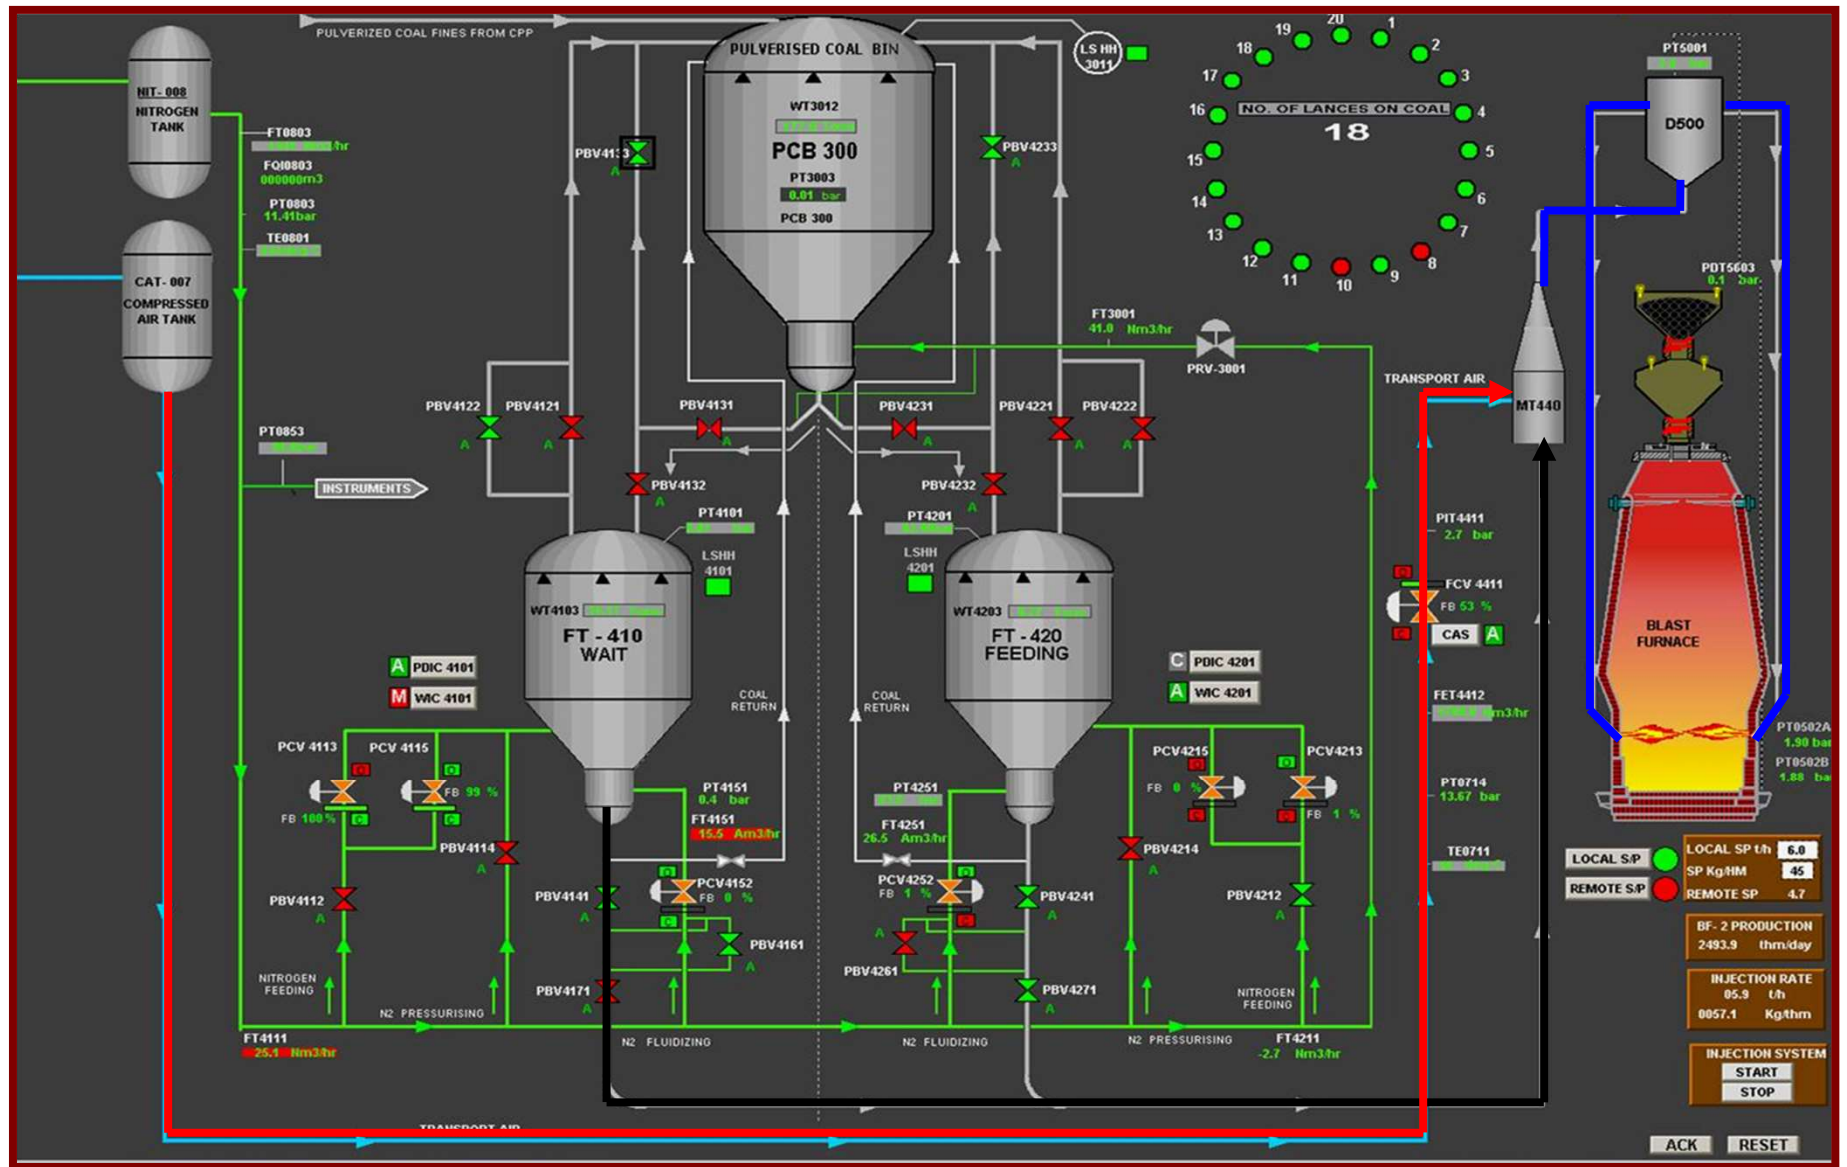 PULVERIZED COAL FINES FROM CPP
NIT- 008
NITROGEN
TANK
FT0803
FQI0803
000000m3
PT0803
11.41bar
TE0801
CAT- 007
COMPRESSED
AIR TANK
PT0853
INSTRUMENTS
PULVERISED COAL BIN
WT3012
PCB 300
PT3003
0.01 bar
PCB 300
LS HH
3011
PBV4133
A
PBV4233
A
NO. OF LANCES ON COAL
18
20
1
2
3
4
5
6
7
8
9
10
11
12
13
14
15
16
17
18
19
PT5001
D500
PDT5603
0.1 bar
FT3001
41.0 Nm3/hr
PRV-3001
TRANSPORT AIR
MT440
PBV4122
A
PBV4121
A
PBV4131
A
PBV4231
A
PBV4221
A
PBV4222
A
PBV4132
A
PBV4232
A
PT4101
LSHH
4101
PT4201
LSHH
4201
WT4103
FT - 410
WAIT
WT4203
FT - 420
FEEDING
PIT4411
2.7 bar
FCV 4411
FB 53 %
CAS A
FET4412
PT0714
13.67 bar
TE0711
BLAST
FURNACE
PT0502A
1.90 bar
PT0502B
1.88 ba
A PDIC 4101
M WIC 4101
C PDIC 4201
A WIC 4201
COAL
RETURN
COAL
RETURN
PCV 4113
O
FB 100%
C
PCV 4115
O
FB 99 %
C
PT4151
0.4 bar
FT4151
15.5 Am3/hr
PT4251
FT4251
26.5 Am3/hr
PCV4215
O
FB 0 %
C
PCV4213
O
FB 1 %
C
PBV4114
A
PBV4112
A
PBV4141
A
O
PCV4152
FB 0 %
C
PCV4252
FB 1 %
O
C
PBV4241
A
PBV4214
A
PBV4212
A
PBV4161
A
PBV4171
A
A
PBV4261
PBV4271
A
NITROGEN
FEEDING
N2 PRESSURISING
N2 FLUIDIZING
N2 FLUIDIZING
N2 PRESSURISING
NITROGEN
FEEDING
FT4111
25.1 Nm3/hr
FT4211
-2.7 Nm3/hr
TRANSPORT AIR
LOCAL S/P
REMOTE S/P
LOCAL SP t/h 6.0
SP Kg/HM 45
REMOTE SP 4.7
BF- 2 PRODUCTION
2493.9 thm/day
INJECTION RATE
05.9 t/h
0057.1 Kg/thm
INJECTION SYSTEM
START
STOP
ACK RESET